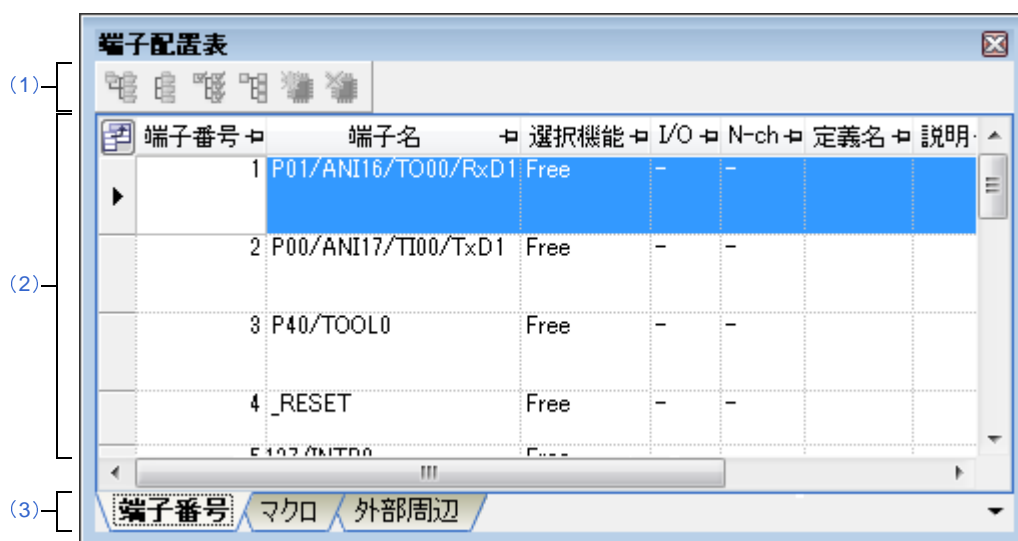 端子配置表
(1)
端子番号 端子名 選択機能 I/O N-ch 定義名 説明
1 P01/ANI16/TO00/RxD1 Free - -
(2)
2 P00/ANI17/TI00/TxD1 Free - -
3 P40/TOOL0 Free - -
4 _RESET Free - -
(3)
端子番号 マクロ 外部周辺